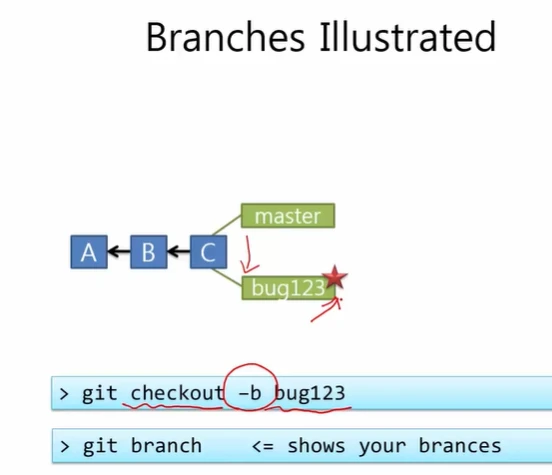 Branches Illustrated
master
A B C
bug123
> git checkout –b bug123
> git branch <= shows your brances